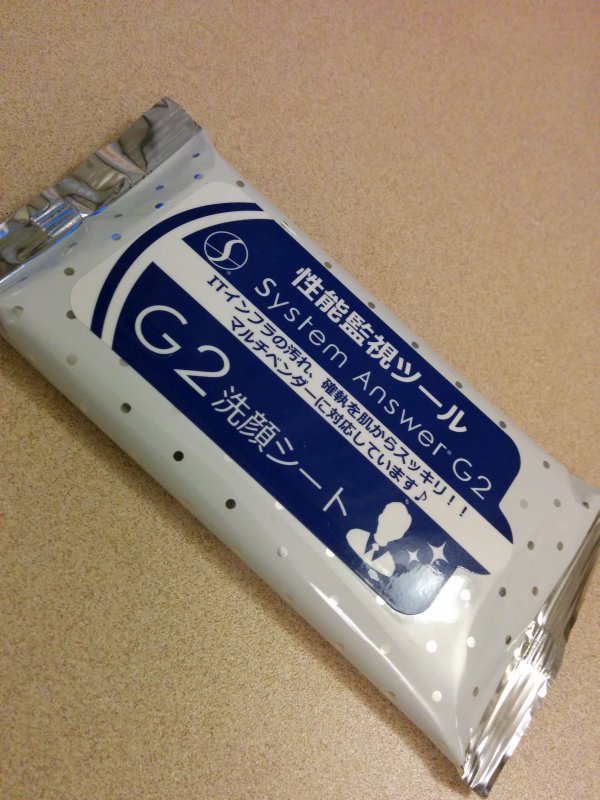 性能監視ツール
System Answer® G2
ITインフラの汚れ、確執を肌からスッキリ！！
マルチベンダーに対応しています♪
G2洗顔シート